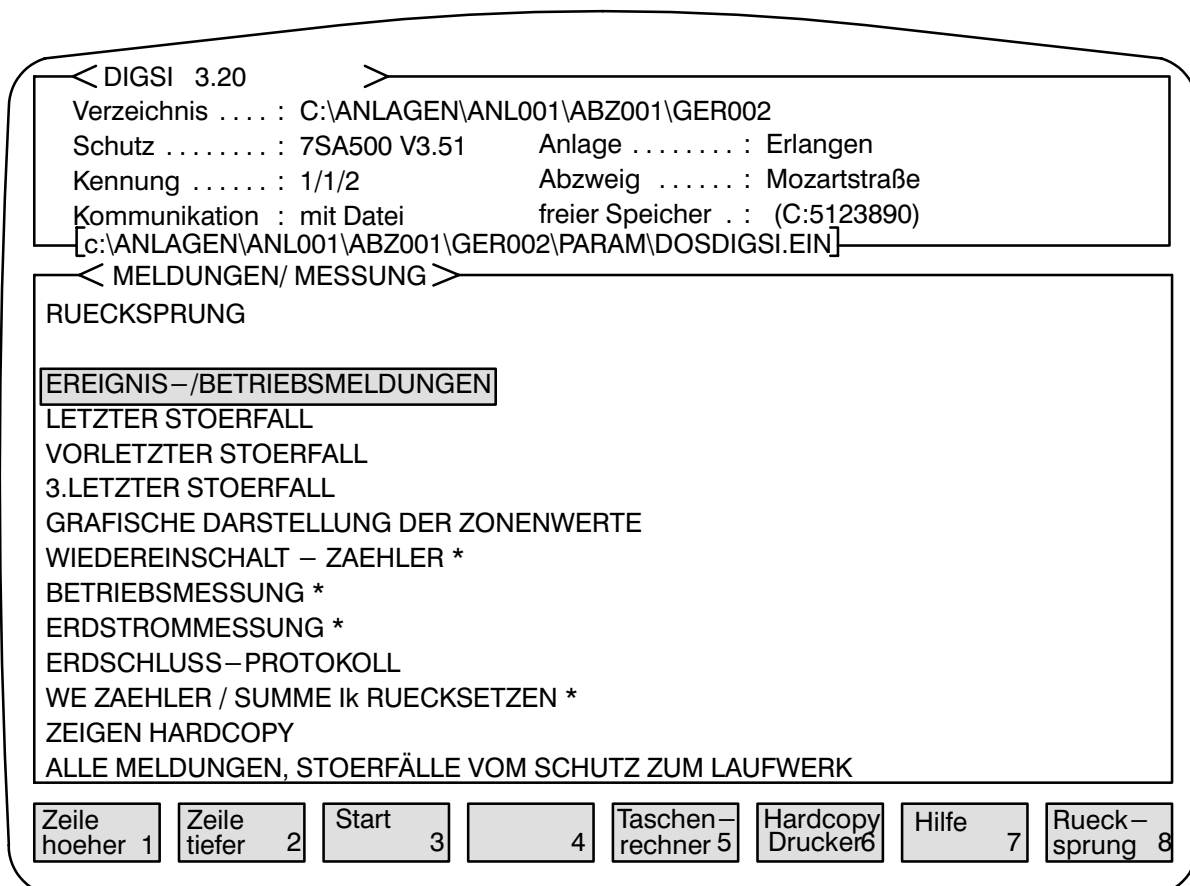 DIGSI 3.20
Verzeichnis .... : C:\ANLAGEN\ANL001\ABZ001\GER002
Schutz ........ : 7SA500 V3.51 Anlage ........ : Erlangen
Kennung ...... : 1/1/2 Abzweig ...... : Mozartstraße
Kommunikation : mit Datei freier Speicher . : (C:5123890)
[c:\ANLAGEN\ANL001\ABZ001\GER002\PARAM\DOSDIGSI.EIN]
< MELDUNGEN/ MESSUNG >
RUECKSPRUNG
EREIGNIS–/BETRIEBSMELDUNGEN
LETZTER STOERFALL
VORLETZTER STOERFALL
3.LETZTER STOERFALL
GRAFISCHE DARSTELLUNG DER ZONENWERTE
WIEDEREINSCHALT – ZAEHLER *
BETRIEBSMESSUNG *
ERDSTROMMESSUNG *
ERDSCHLUSS–PROTOKOLL
WE ZAEHLER / SUMME Ik RUECKSETZEN *
ZEIGEN HARDCOPY
ALLE MELDUNGEN, STOERFÄLLE VOM SCHUTZ ZUM LAUFWERK
Zeile
hoeher 1
Zeile
tiefer 2
Start
3
4
Taschen–
rechner 5
Hardcopy
Drucker6
Hilfe
7
Rueck–
sprung 8